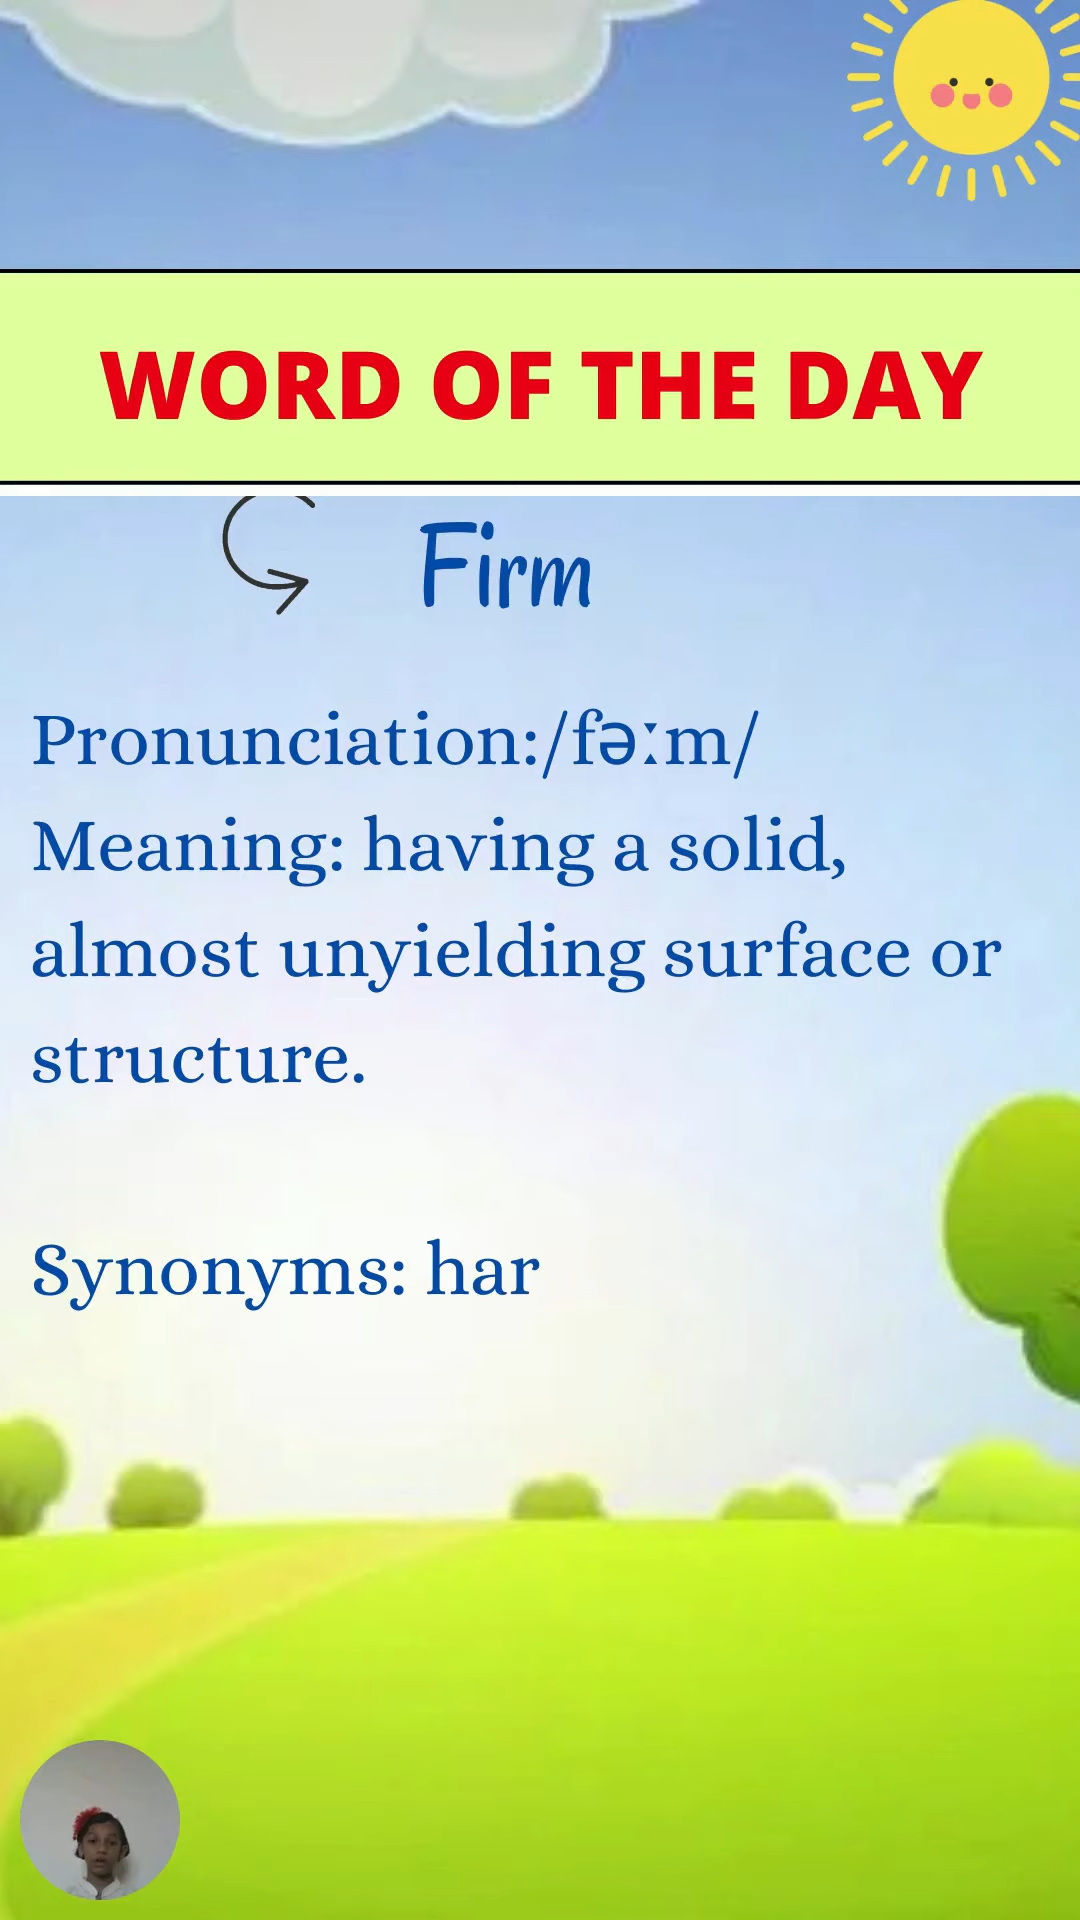 WORD OF THE DAY
Firm
Pronunciation:/fəːm/
Meaning: having a solid,
almost unyielding surface or
structure.
Synonyms: har